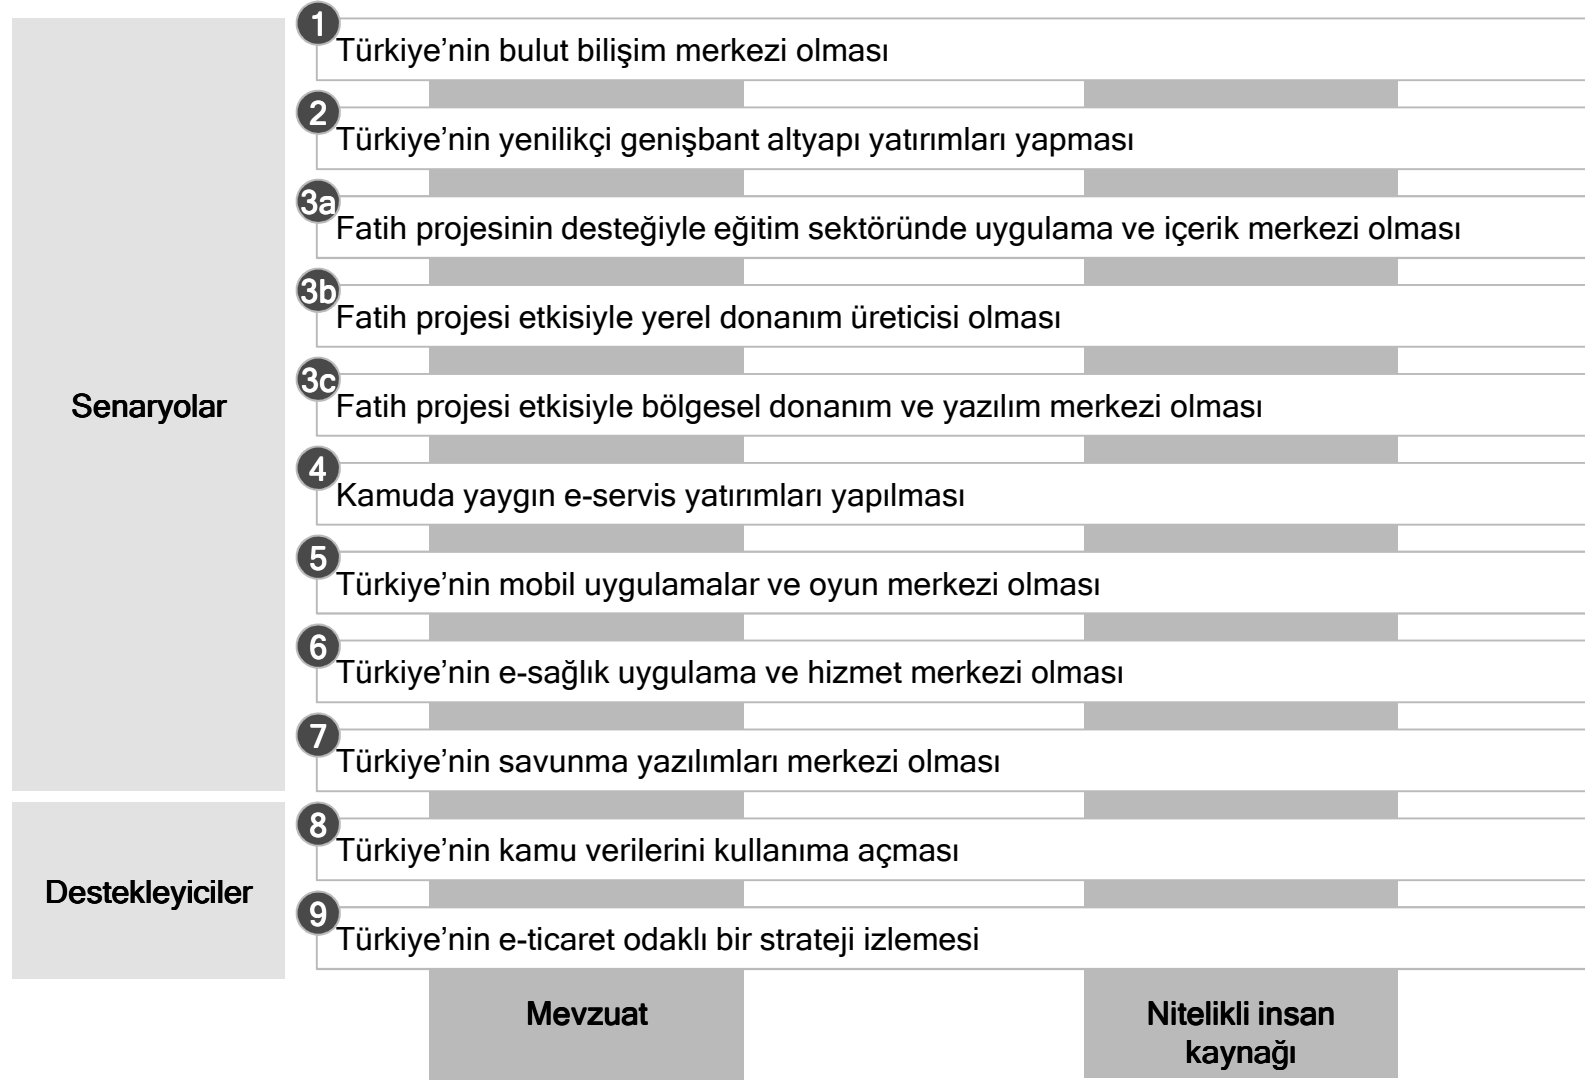 1
Türkiye’nin bulut bilişim merkezi olması
2
Türkiye’nin yenilikçi genişbant altyapı yatırımları yapması
3a
Fatih projesinin desteğiyle eğitim sektöründe uygulama ve içerik merkezi olması
3b
Fatih projesi etkisiyle yerel donanım üreticisi olması
Senaryolar
3c
Fatih projesi etkisiyle bölgesel donanım ve yazılım merkezi olması
4
Kamuda yaygın e-servis yatırımları yapılması
5
Türkiye’nin mobil uygulamalar ve oyun merkezi olması
6
Türkiye’nin e-sağlık uygulama ve hizmet merkezi olması
7
Türkiye’nin savunma yazılımları merkezi olması
Destekleyiciler
8
Türkiye’nin kamu verilerini kullanıma açması
9
Türkiye’nin e-ticaret odaklı bir strateji izlemesi
Mevzuat
Nitelikli insan
kaynağı